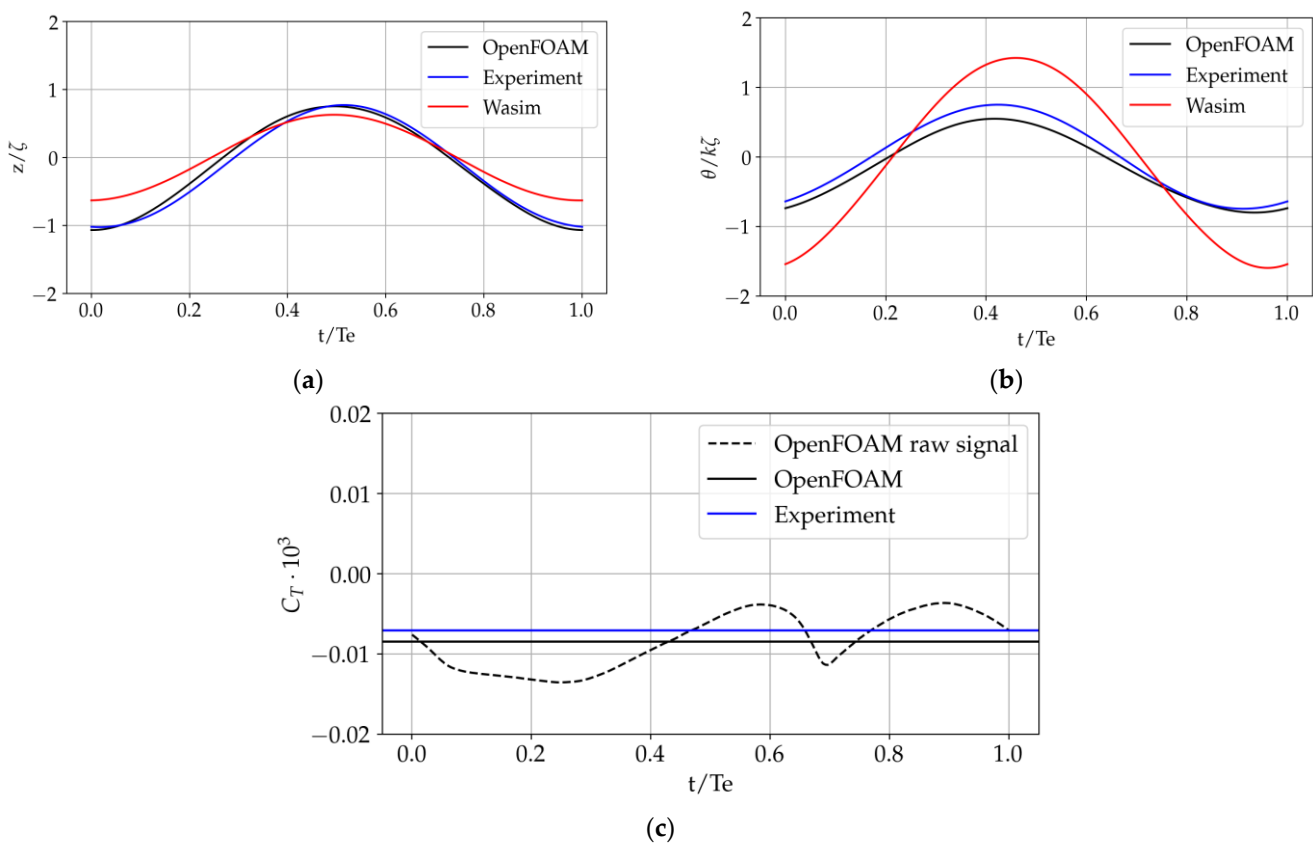 2
1
0
−1
−2
z/ζ
OpenFOAM
Experiment
Wasim
0.0 0.2 0.4 0.6 0.8 1.0
t/Te
(a)
2
1
0
−1
−2
θ/kζ
OpenFOAM
Experiment
Wasim
0.0 0.2 0.4 0.6 0.8 1.0
t/Te
(b)
0.02
0.01
0.00
−0.01
−0.02
C_T · 10³
OpenFOAM raw signal
OpenFOAM
Experiment
0.0 0.2 0.4 0.6 0.8 1.0
t/Te
(c)